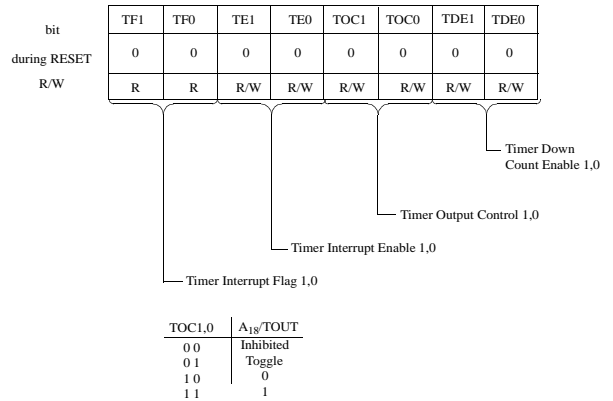 bit TF1 TF0 TE1 TE0 TOC1 TOC0 TDE1 TDE0
during RESET 0 0 0 0 0 0 0 0
R/W R R R/W R/W R/W R/W R/W R/W
Timer Down
Count Enable 1,0
Timer Output Control 1,0
Timer Interrupt Enable 1,0
Timer Interrupt Flag 1,0
TOC1,0 A18/TOUT
0 0 Inhibited
0 1 Toggle
1 0 0
1 1 1